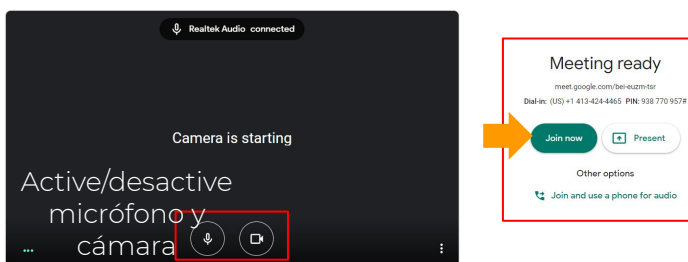 Realtek Audio connected
Camera is starting
Active/desactive
micrófono y
cámara
Meeting ready
meet.google.com/bei-euzm-tsr
Dial-in: (US) +1 413-424-4465 PIN: 938 770 957#
Join now
Present
Other options
Join and use a phone for audio